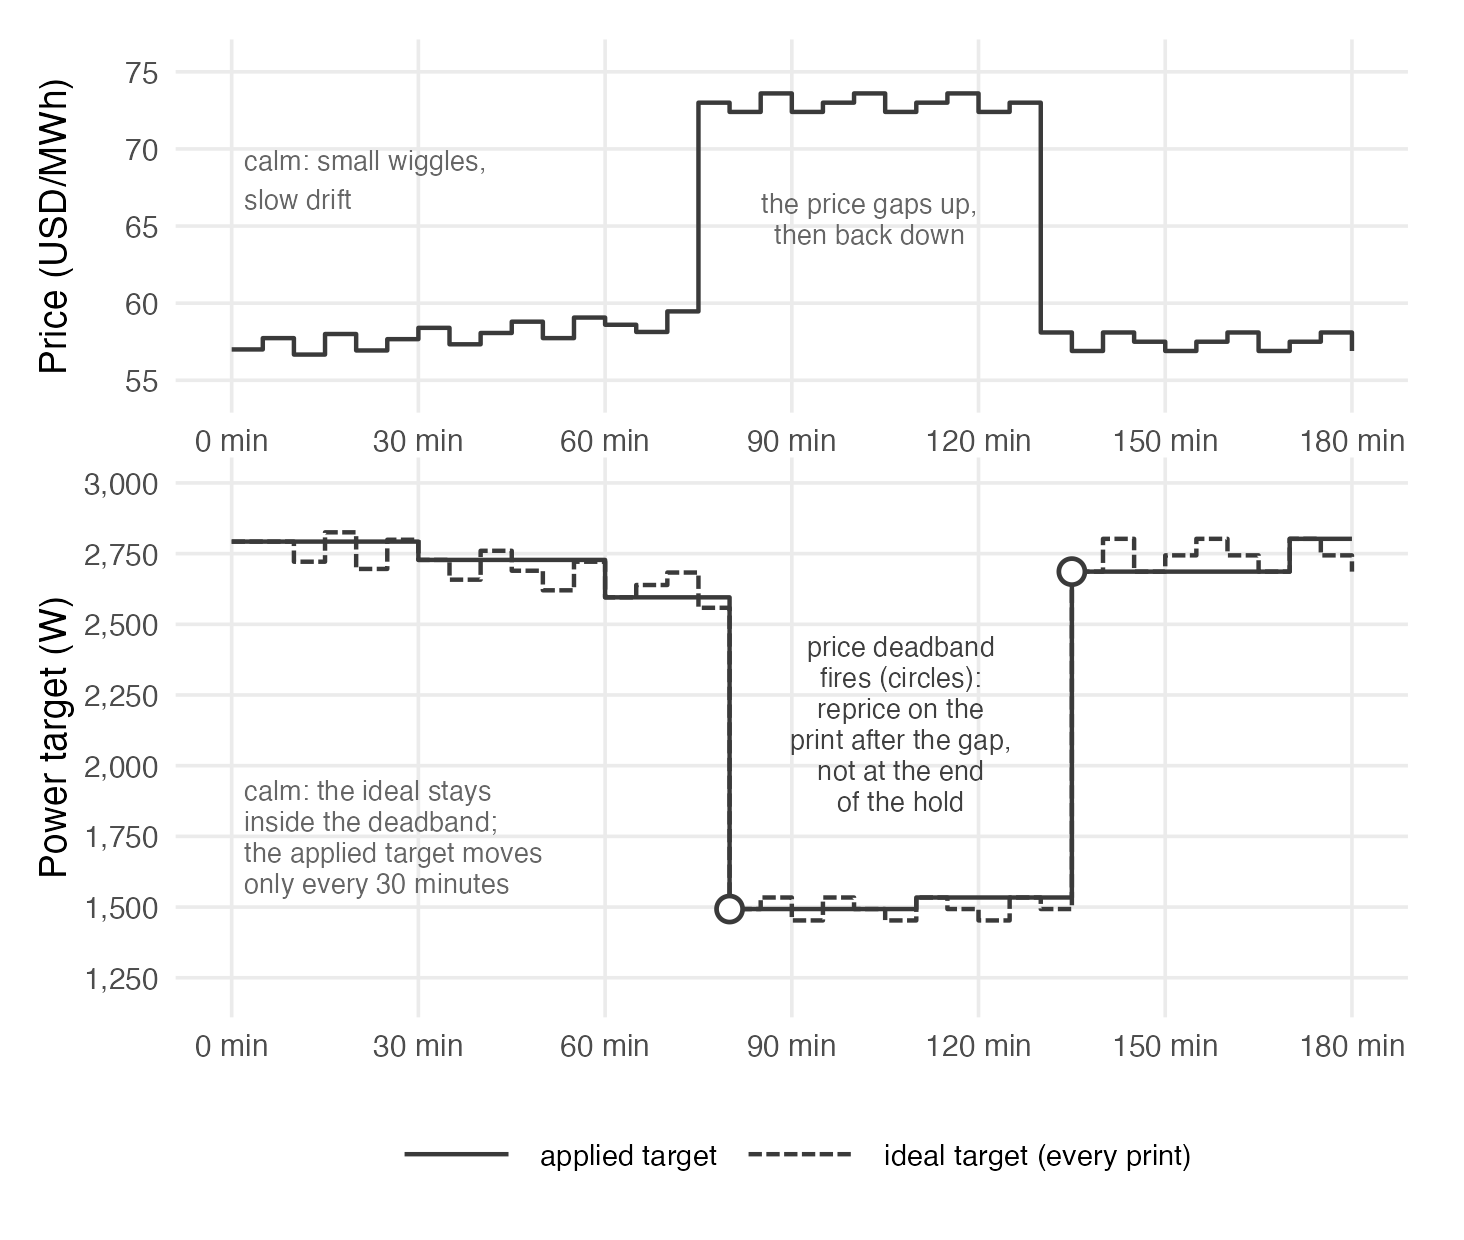 Price (USD/MWh)
75
70
65
60
55
calm: small wiggles,
slow drift
the price gaps up,
then back down
0 min
30 min
60 min
90 min
120 min
150 min
180 min
Power target (W)
3,000
2,750
2,500
2,250
2,000
1,750
1,500
1,250
price deadband
fires (circles):
reprice on the
print after the gap,
not at the end
of the hold
calm: the ideal stays
inside the deadband;
the applied target moves
only every 30 minutes
0 min
30 min
60 min
90 min
120 min
150 min
180 min
applied target
ideal target (every print)